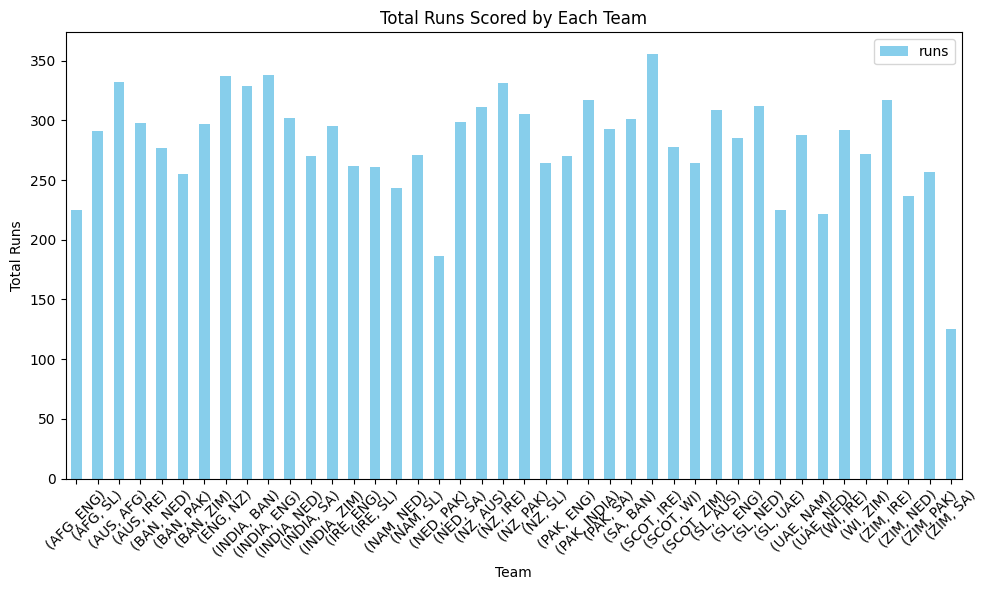 Total Runs Scored by Each Team
runs
Total Runs
350
300
250
200
150
100
50
0
(AFG, ENG)
(AFG, SL)
(AUS, AFG)
(AUS, IRE)
(BAN, NED)
(BAN, PAK)
(BAN, ZIM)
(ENG, NZ)
(INDIA, BAN)
(INDIA, ENG)
(INDIA, NED)
(INDIA, SA)
(INDIA, ZIM)
(IRE, ENG)
(IRE, SL)
(NAM, NED)
(NAM, SL)
(NED, PAK)
(NED, SA)
(NZ, AUS)
(NZ, IRE)
(NZ, PAK)
(NZ, SL)
(PAK, ENG)
(PAK, INDIA)
(PAK, SA)
(SA, BAN)
(SCOT, IRE)
(SCOT, WI)
(SCOT, ZIM)
(SL, AUS)
(SL, ENG)
(SL, NED)
(SL, UAE)
(UAE, NAM)
(UAE, NED)
(WI, IRE)
(WI, ZIM)
(ZIM, IRE)
(ZIM, NED)
(ZIM, PAK)
(ZIM, SA)
Team